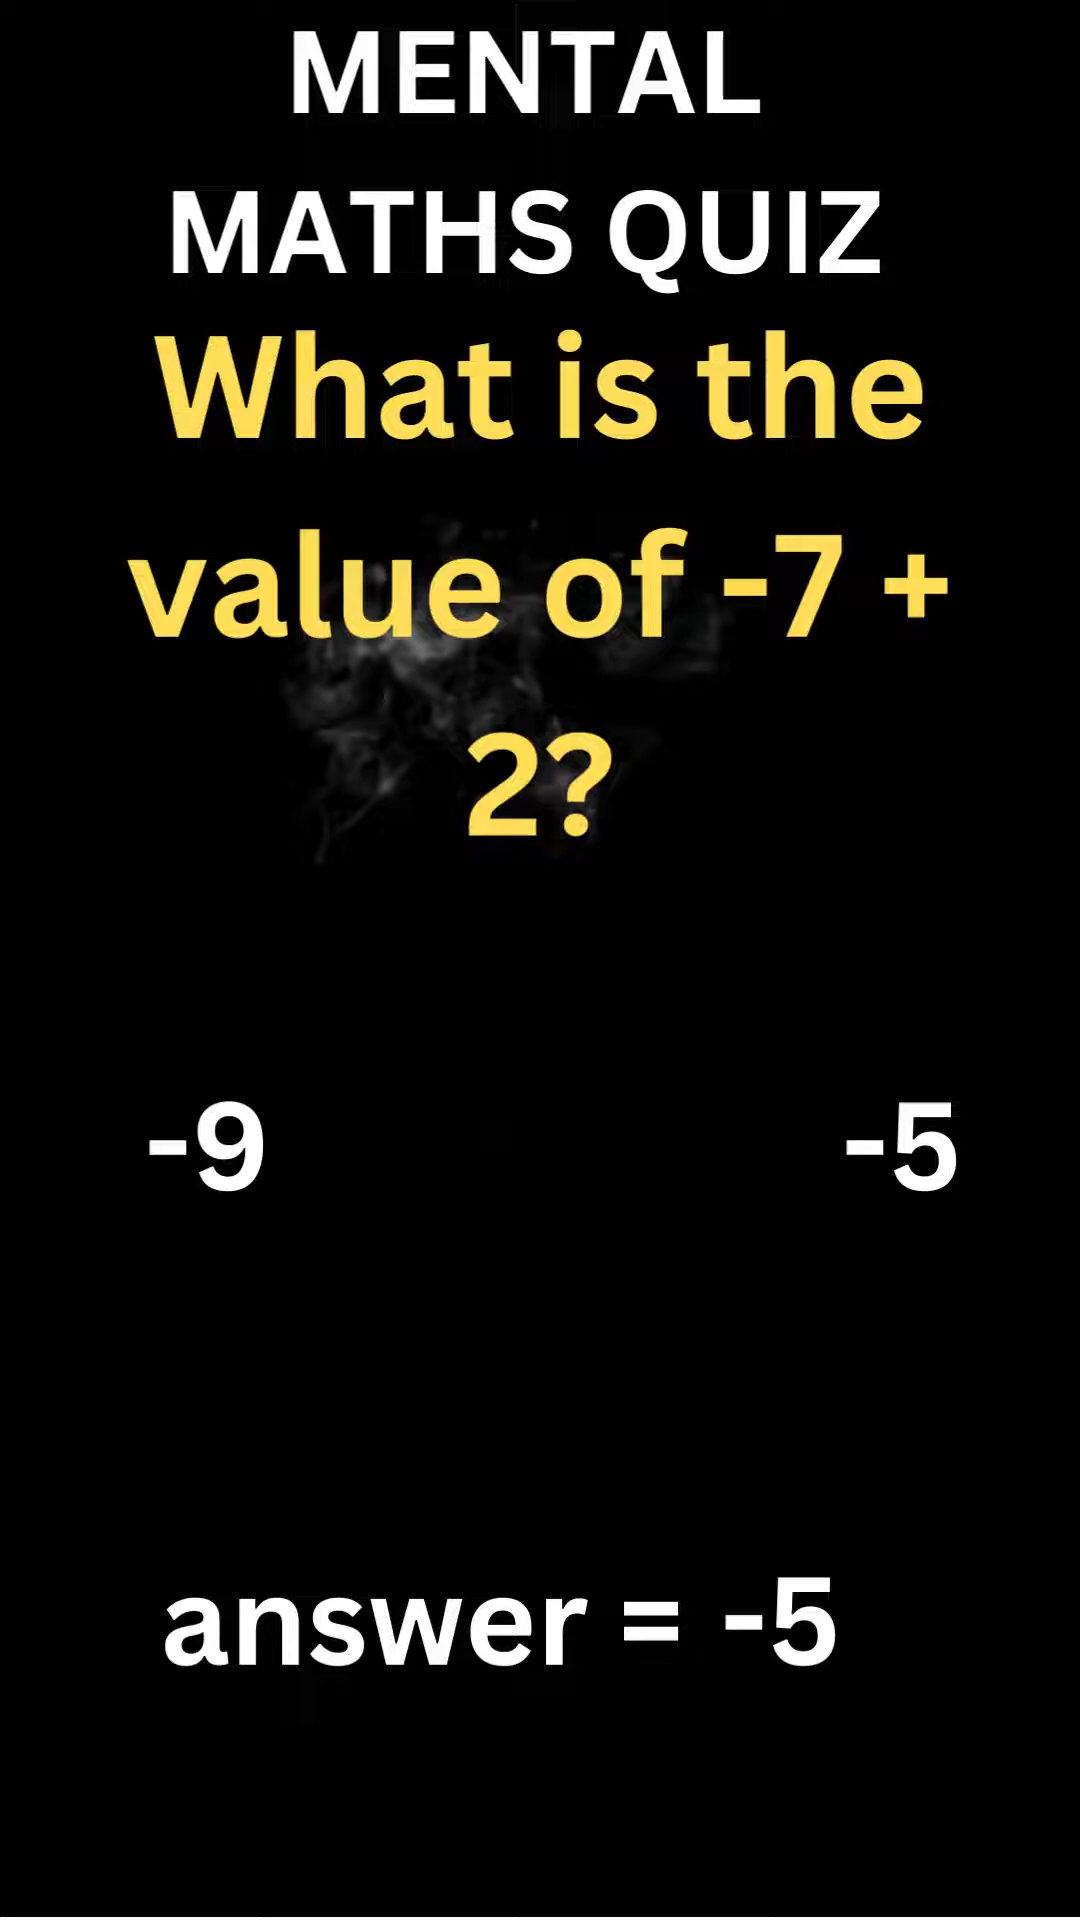 MENTAL
MATHS QUIZ
What is the
value of -7 +
2?
-9 -5
answer = -5